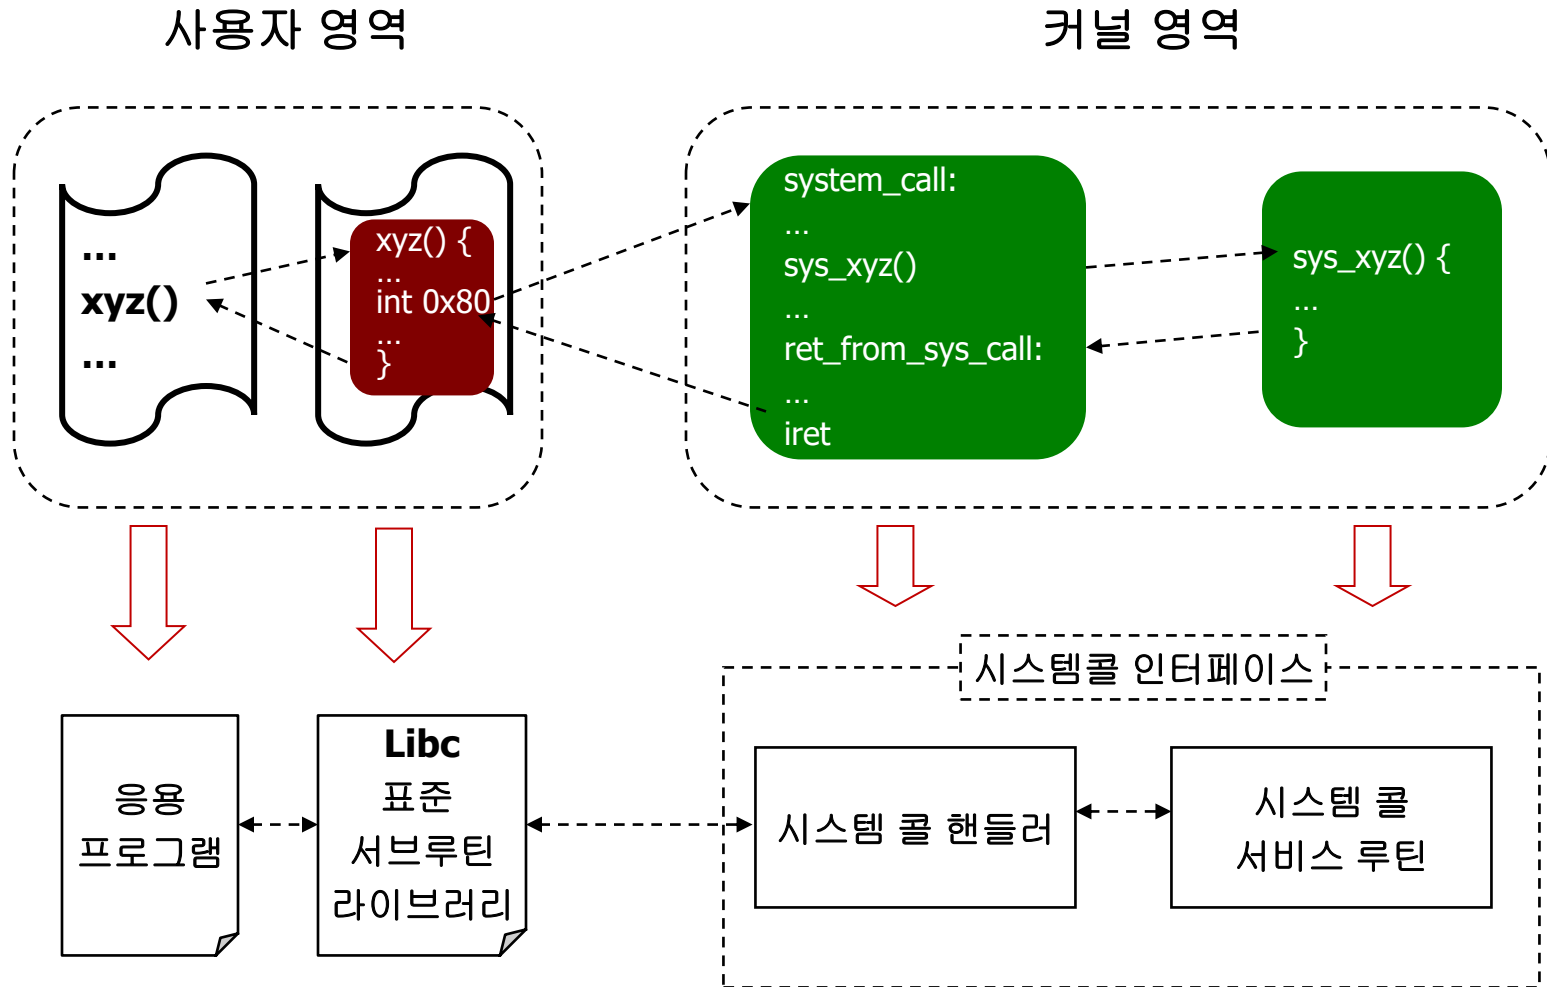 사용자 영역
커널 영역
...
xyz()
...
xyz() {
...
int 0x80
...
}
system_call:
...
sys_xyz()
...
ret_from_sys_call:
...
iret
sys_xyz() {
...
}
시스템콜 인터페이스
응용
프로그램
Libc
표준
서브루틴
라이브러리
시스템 콜 핸들러
시스템 콜
서비스 루틴